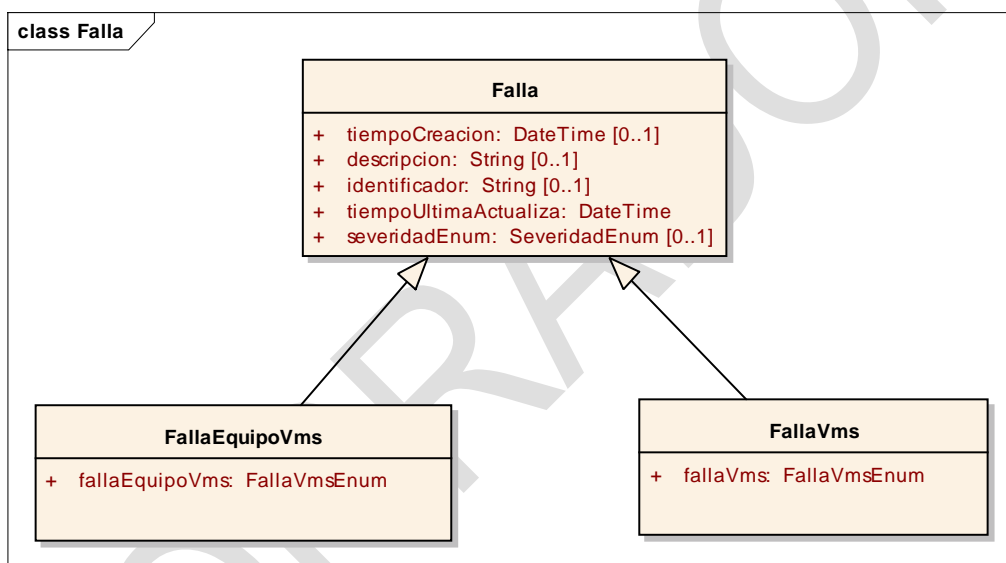 class Falla
Falla
+ tiempoCreacion: DateTime [0..1]
+ descripcion: String [0..1]
+ identificador: String [0..1]
+ tiempoUltimaActualiza: DateTime
+ severidadEnum: SeveridadEnum [0..1]
FallaEquipoVms
+ fallaEquipoVms: FallaVmsEnum
FallaVms
+ fallaVms: FallaVmsEnum